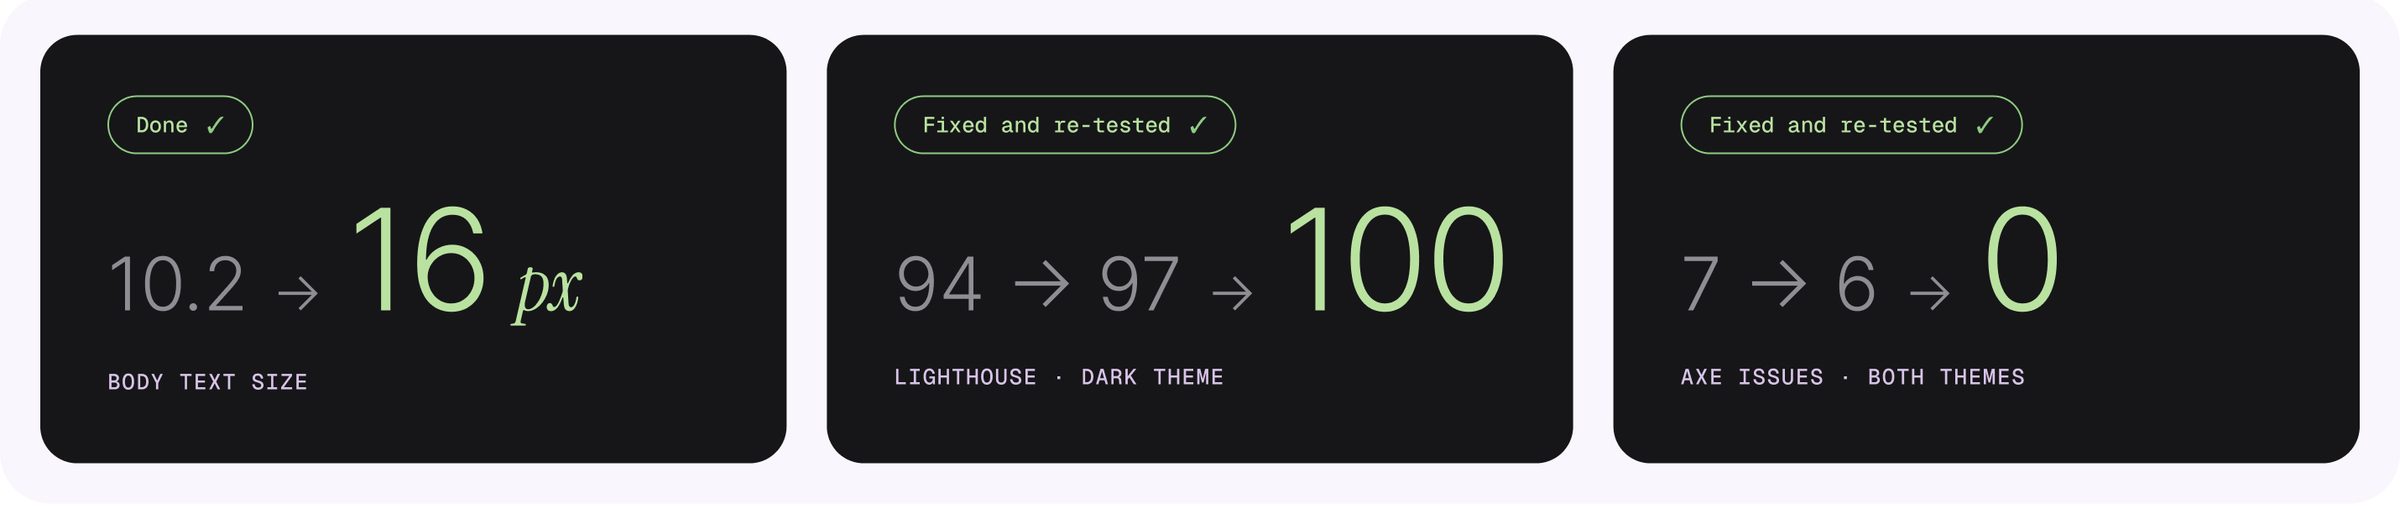 Done ✓
10.2 → 16 px
BODY TEXT SIZE
Fixed and re-tested ✓
94 → 97 → 100
LIGHTHOUSE · DARK THEME
Fixed and re-tested ✓
7 → 6 → 0
AXE ISSUES · BOTH THEMES